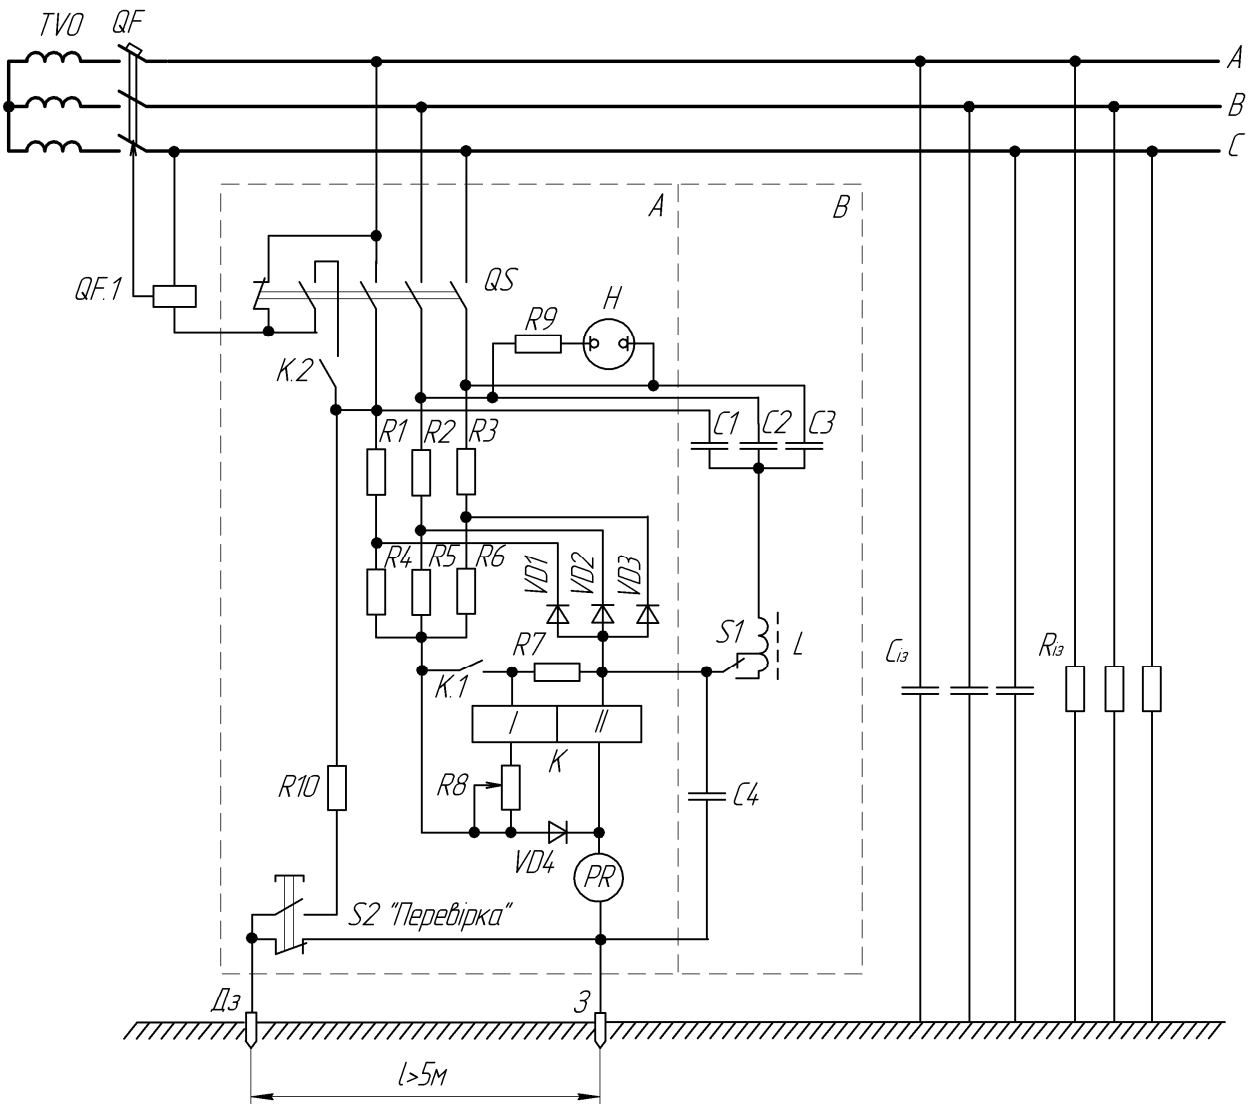 TVO QF
A
B
C
A B
QF.1
QS
H
R9
K.2
R1 R2 R3
C1 C2 C3
R4 R5 R6
VD1 VD2 VD3
S1
L
R7
Cіз
Rіз
K.1
I II
K
R10
R8
C4
VD4
PR
S2 "Перевірка"
Дз
З
l>5м